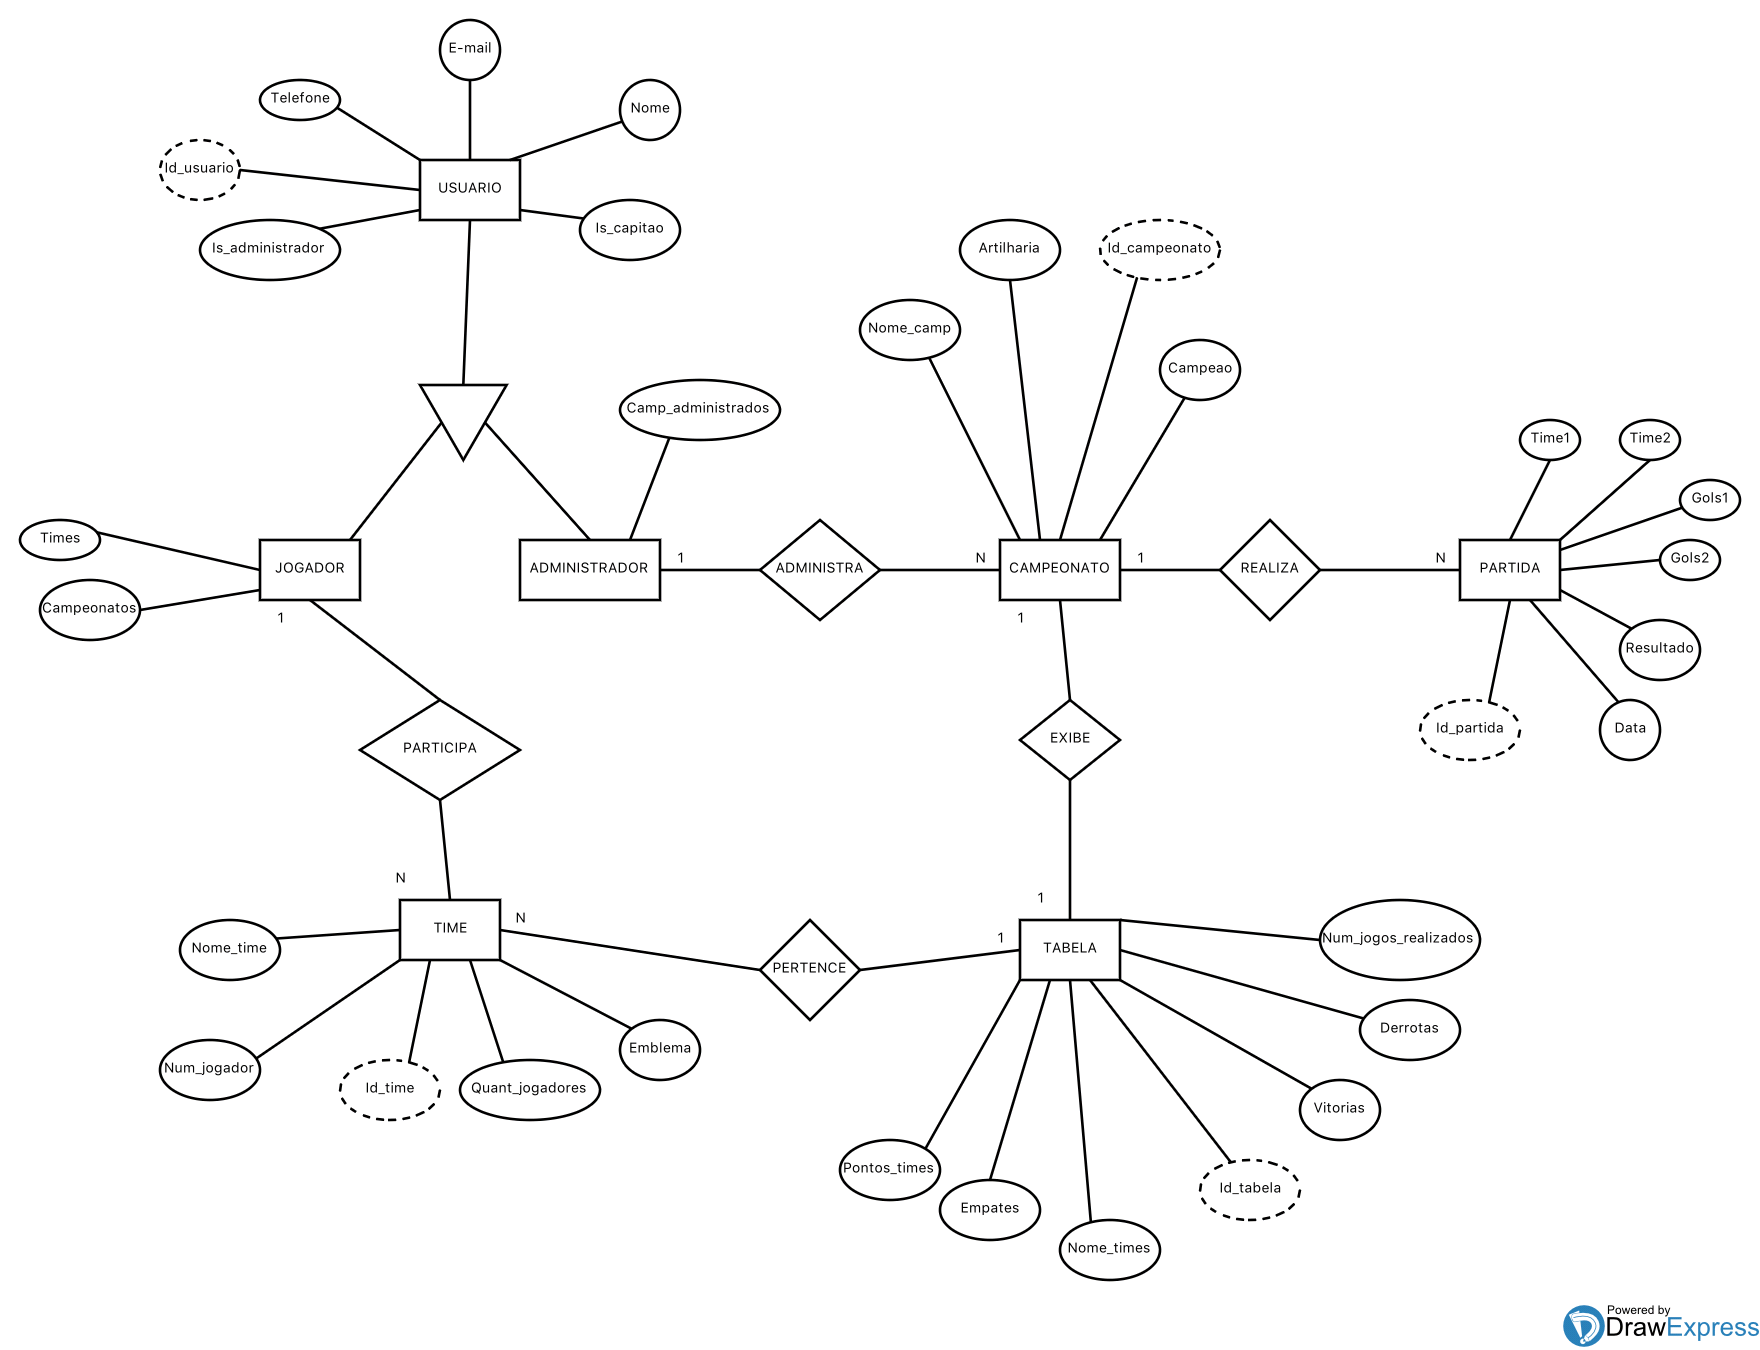 E-mail
Telefone
Nome
Id_usuario
USUARIO
Is_administrador
Is_capitao
Artilharia
Id_campeonato
Nome_camp
Campeao
Camp_administrados
Time1
Time2
Gols1
Gols2
Times
Campeonatos
JOGADOR
1
ADMINISTRADOR
1
ADMINISTRA
N
CAMPEONATO
1
1
REALIZA
N
PARTIDA
Resultado
Id_partida
Data
PARTICIPA
EXIBE
N
1
TIME
N
1
TABELA
PERTENCE
Nome_time
Num_jogador
Id_time
Quant_jogadores
Emblema
Num_jogos_realizados
Derrotas
Vitorias
Pontos_times
Empates
Id_tabela
Nome_times
Powered by
DrawExpress